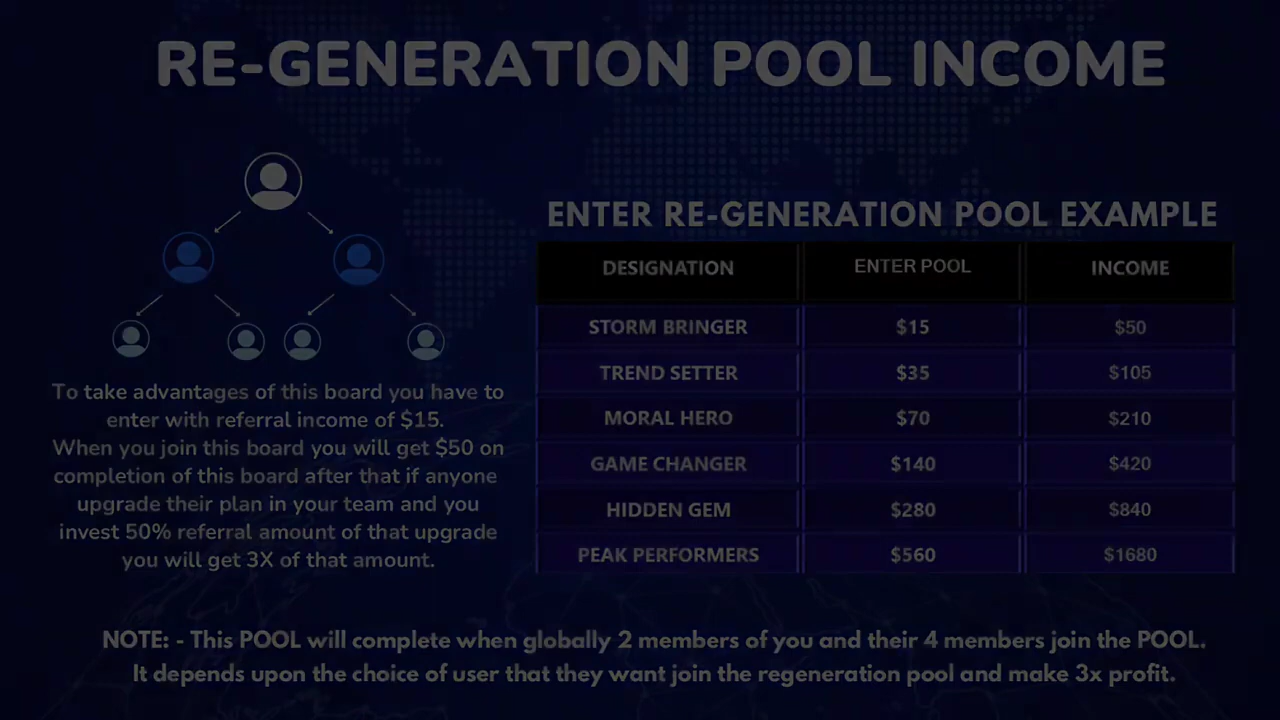 RE-GENERATION POOL INCOME
To take advantages of this board you have to
enter with referral income of $15.
When you join this board you will get $50 on
completion of this board after that if anyone
upgrade their plan in your team and you
invest 50% referral amount of that upgrade
you will get 3X of that amount.
ENTER RE-GENERATION POOL EXAMPLE
DESIGNATION ENTER POOL INCOME
STORM BRINGER $15 $50
TREND SETTER $35 $105
MORAL HERO $70 $210
GAME CHANGER $140 $420
HIDDEN GEM $280 $840
PEAK PERFORMERS $560 $1680
NOTE: - This POOL will complete when globally 2 members of you and their 4 members join the POOL.
It depends upon the choice of user that they want join the regeneration pool and make 3x profit.